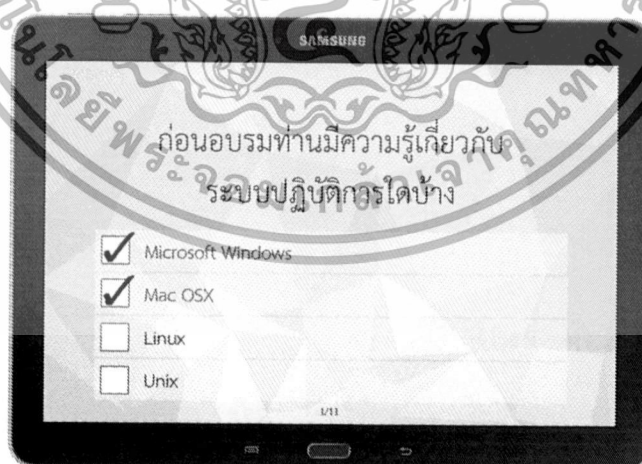 SAMSUNG
ก่อนอบรมท่านมีความรู้เกี่ยวกับ
ระบบปฏิบัติการใดบ้าง
Microsoft Windows
Mac OSX
Linux
Unix
1/11